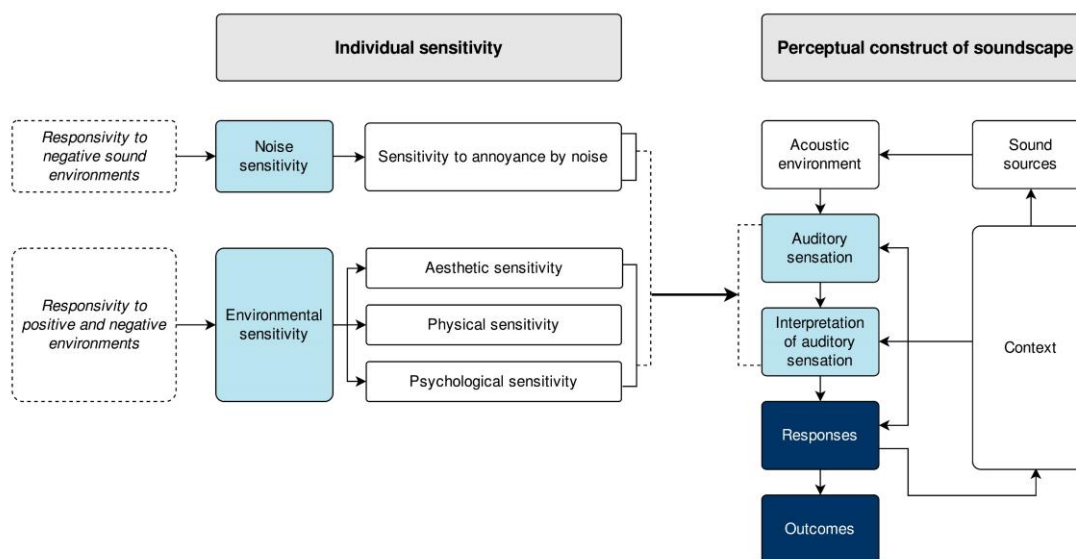 Individual sensitivity
Perceptual construct of soundscape
Responsivity to
negative sound
environments
Noise
sensitivity
Sensitivity to annoyance by noise
Acoustic
environment
Sound
sources
Responsivity to
positive and negative
environments
Environmental
sensitivity
Aesthetic sensitivity
Physical sensitivity
Psychological sensitivity
Auditory
sensation
Interpretation
of auditory
sensation
Context
Responses
Outcomes